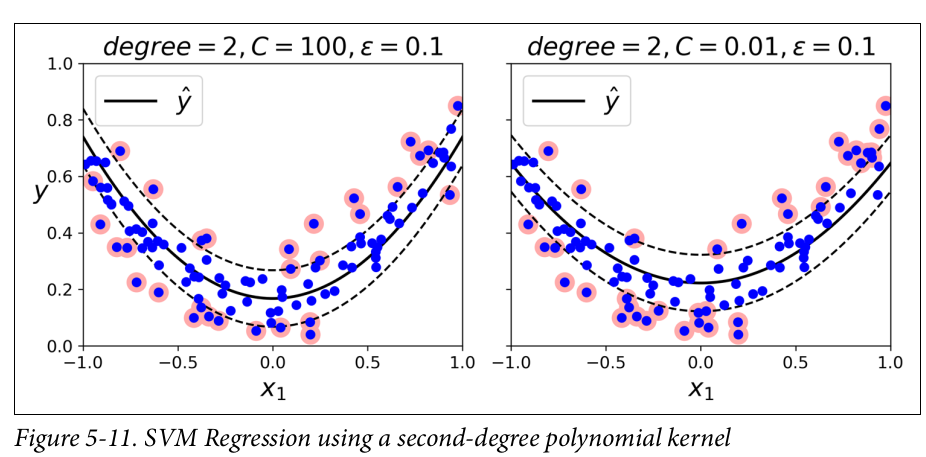 degree = 2, C = 100, ε = 0.1
degree = 2, C = 0.01, ε = 0.1
1.0
0.8
0.6
0.4
0.2
0.0
y
ŷ
ŷ
−1.0 −0.5 0.0 0.5 1.0
−1.0 −0.5 0.0 0.5 1.0
x₁
x₁
Figure 5-11. SVM Regression using a second-degree polynomial kernel